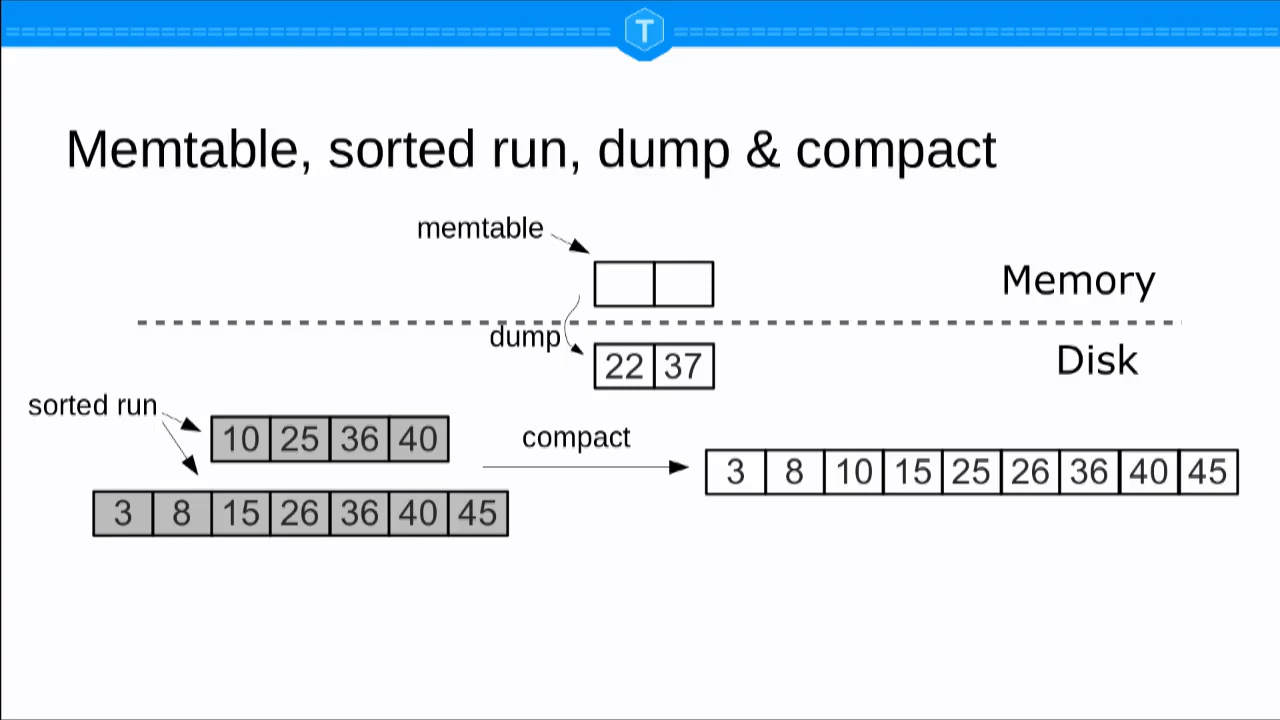 T
Memtable, sorted run, dump & compact
memtable
Memory
dump
Disk
22 37
sorted run
10 25 36 40
compact
3 8 10 15 25 26 36 40 45
3 8 15 26 36 40 45